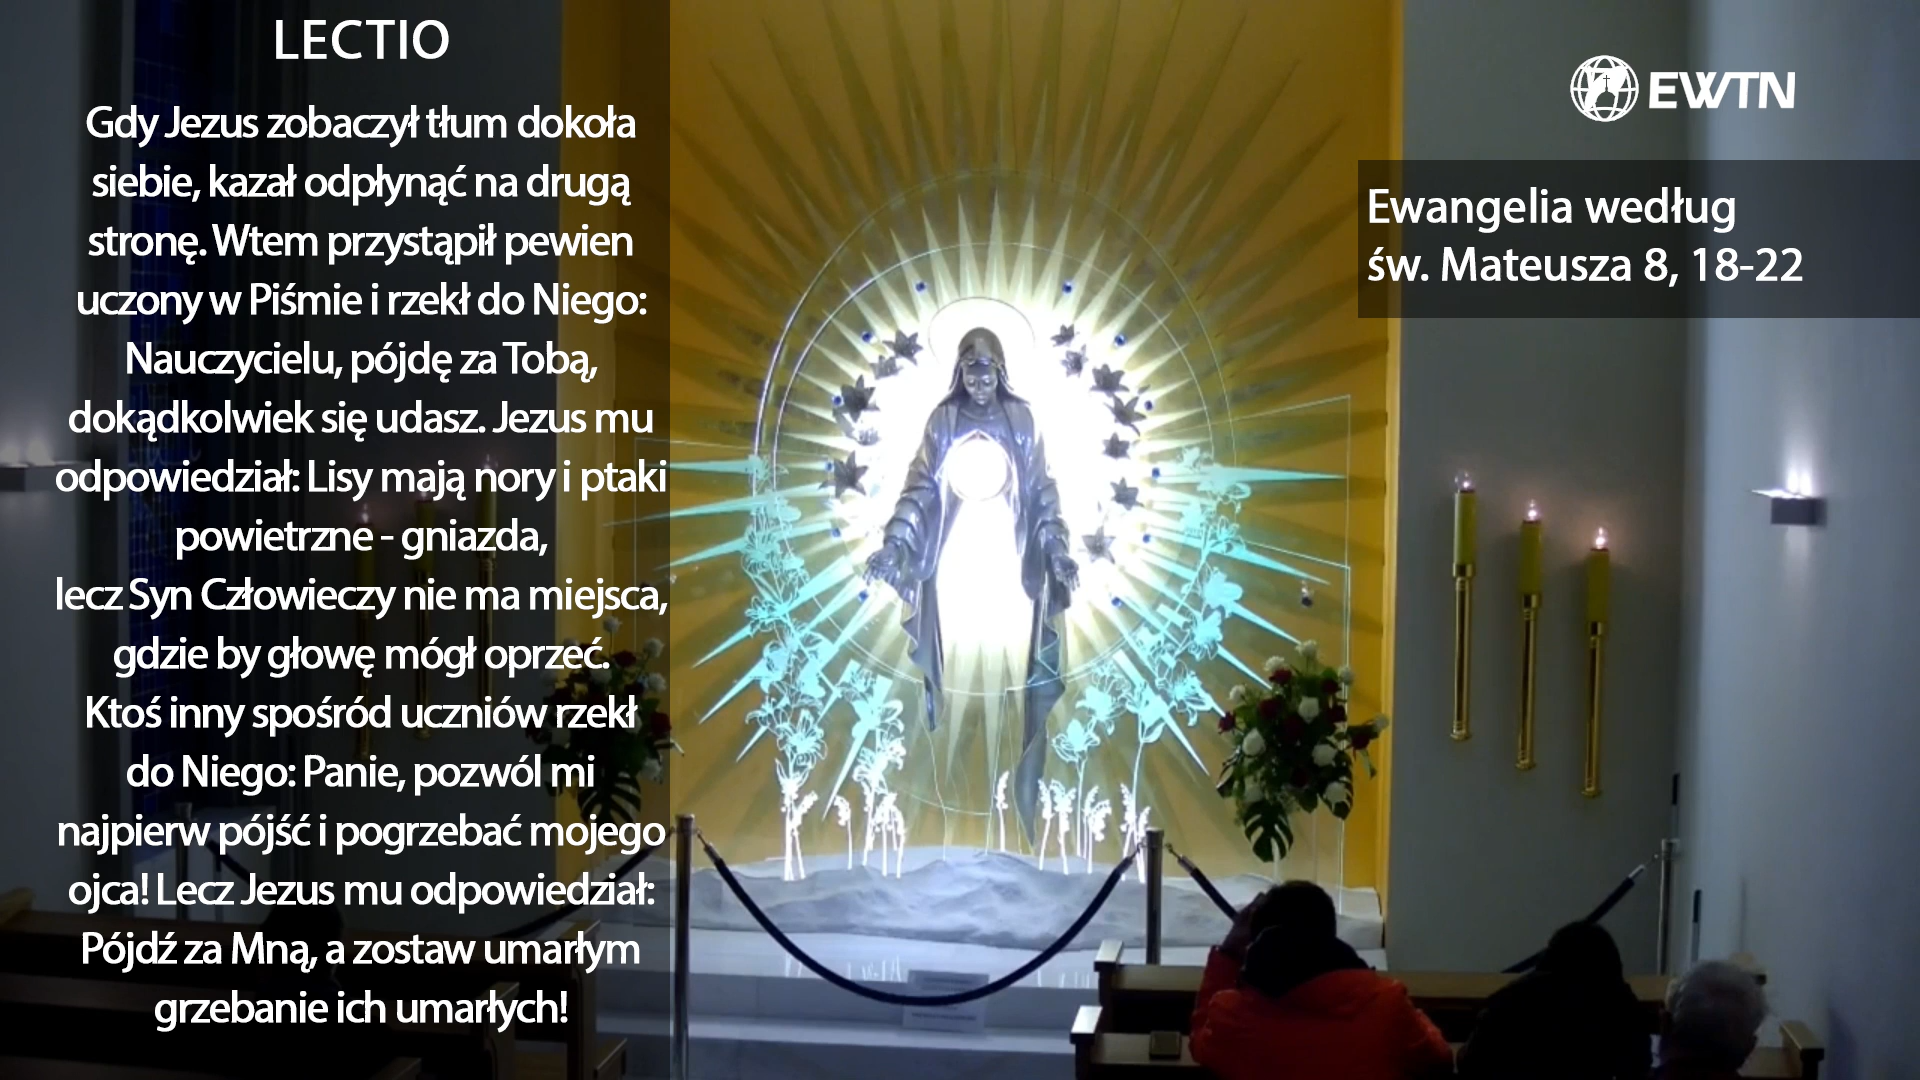 LECTIO
Gdy Jezus zobaczył tłum dokoła
siebie, kazał odpłynąć na drugą
stronę. Wtem przystąpił pewien
uczony w Piśmie i rzekł do Niego:
Nauczycielu, pójdę za Tobą,
dokądkolwiek się udasz. Jezus mu
odpowiedział: Lisy mają nory i ptaki
powietrzne - gniazda,
lecz Syn Człowieczy nie ma miejsca,
gdzie by głowę mógł oprzeć.
Ktoś inny spośród uczniów rzekł
do Niego: Panie, pozwól mi
najpierw pójść i pogrzebać mojego
ojca! Lecz Jezus mu odpowiedział:
Pójdź za Mną, a zostaw umarłym
grzebanie ich umarłych!
EWTN
Ewangelia według
św. Mateusza 8, 18-22